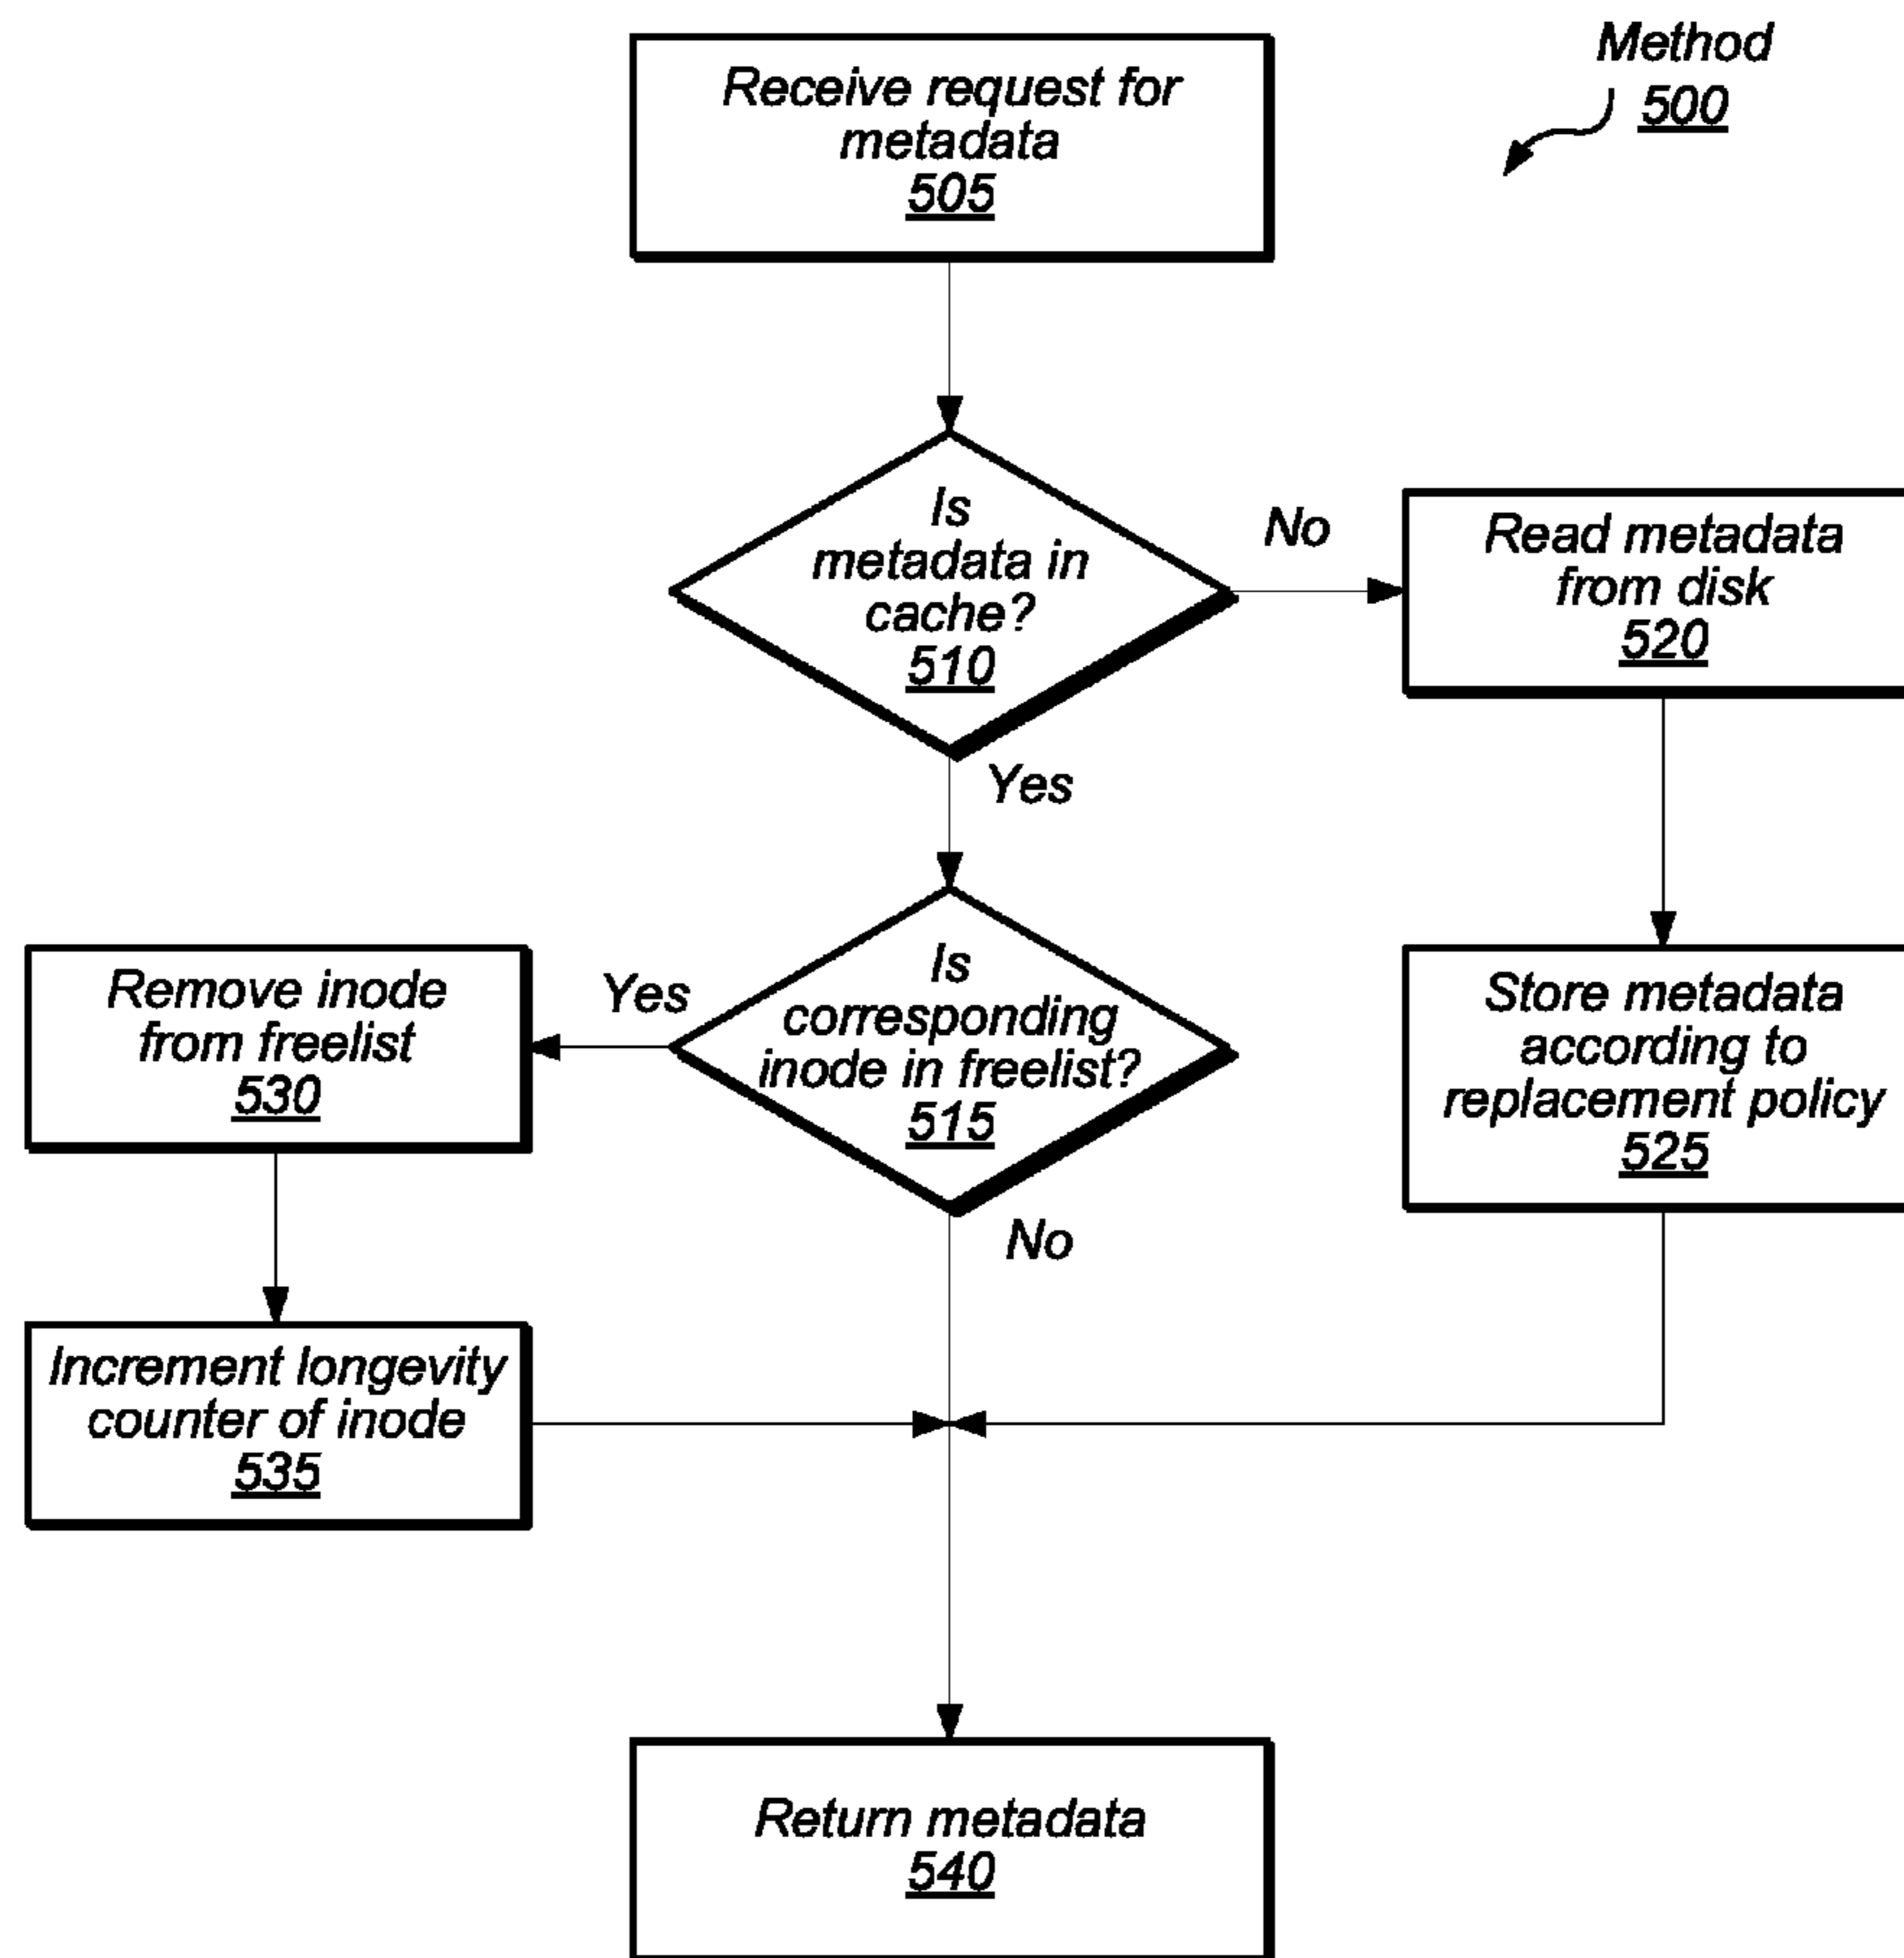 Method
500
Receive request for
metadata
505
Is
metadata in
cache?
510
No
Read metadata
from disk
520
Yes
Is
corresponding
inode in freelist?
515
Yes
Remove inode
from freelist
530
Store metadata
according to
replacement policy
525
No
Increment longevity
counter of inode
535
Return metadata
540